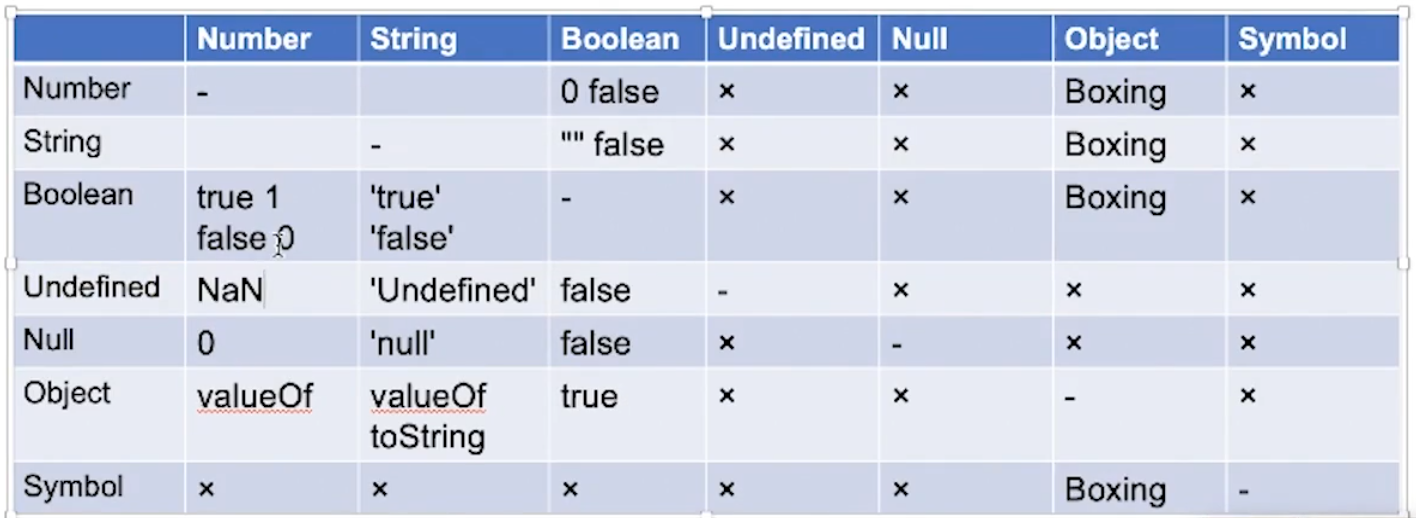 Number String Boolean Undefined Null Object Symbol
Number - 0 false × × Boxing ×
String - "" false × × Boxing ×
Boolean true 1 'true' - × × Boxing ×
false 0 'false'
Undefined NaN 'Undefined' false - × × ×
Null 0 'null' false × - × ×
Object valueOf valueOf true × × - ×
toString
Symbol × × × × × Boxing -